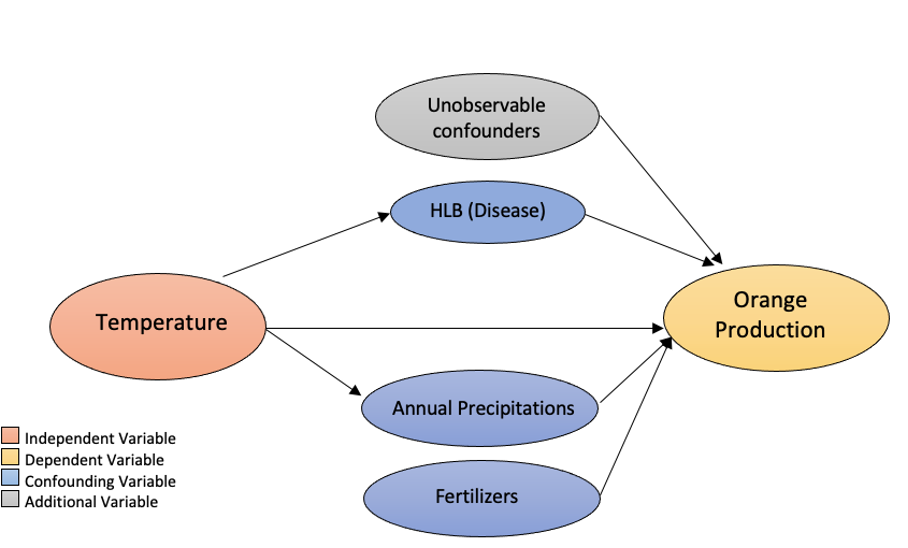 Unobservable
confounders
HLB (Disease)
Temperature
Orange
Production
Annual Precipitations
Fertilizers
Independent Variable
Dependent Variable
Confounding Variable
Additional Variable